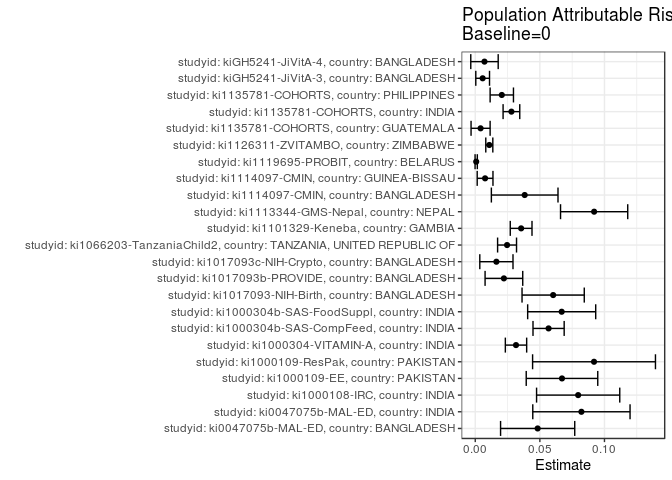 Population Attributable Ris
Baseline=0
studyid: kiGH5241-JiVitA-4, country: BANGLADESH
studyid: kiGH5241-JiVitA-3, country: BANGLADESH
studyid: ki1135781-COHORTS, country: PHILIPPINES
studyid: ki1135781-COHORTS, country: INDIA
studyid: ki1135781-COHORTS, country: GUATEMALA
studyid: ki1126311-ZVITAMBO, country: ZIMBABWE
studyid: ki1119695-PROBIT, country: BELARUS
studyid: ki1114097-CMIN, country: GUINEA-BISSAU
studyid: ki1114097-CMIN, country: BANGLADESH
studyid: ki1113344-GMS-Nepal, country: NEPAL
studyid: ki1101329-Keneba, country: GAMBIA
studyid: ki1066203-TanzaniaChild2, country: TANZANIA, UNITED REPUBLIC OF
studyid: ki1017093c-NIH-Crypto, country: BANGLADESH
studyid: ki1017093b-PROVIDE, country: BANGLADESH
studyid: ki1017093-NIH-Birth, country: BANGLADESH
studyid: ki1000304b-SAS-FoodSuppl, country: INDIA
studyid: ki1000304b-SAS-CompFeed, country: INDIA
studyid: ki1000304-VITAMIN-A, country: INDIA
studyid: ki1000109-ResPak, country: PAKISTAN
studyid: ki1000109-EE, country: PAKISTAN
studyid: ki1000108-IRC, country: INDIA
studyid: ki0047075b-MAL-ED, country: INDIA
studyid: ki0047075b-MAL-ED, country: BANGLADESH
0.00 0.05 0.10
Estimate